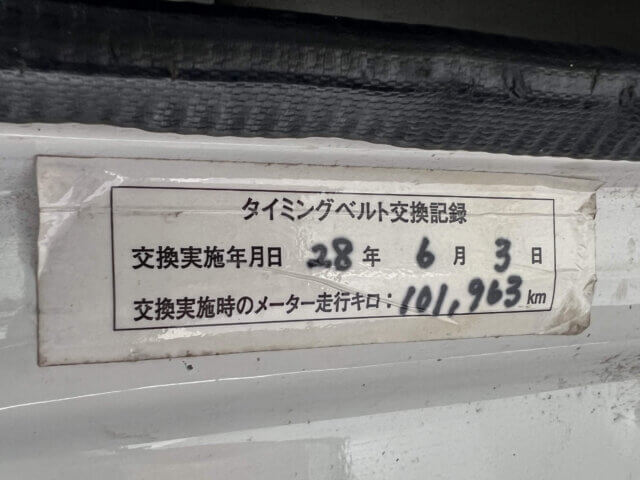 タイミングベルト交換記録
交換実施年月日 28 年 6 月 3 日
交換実施時のメーター走行キロ：101,963 km